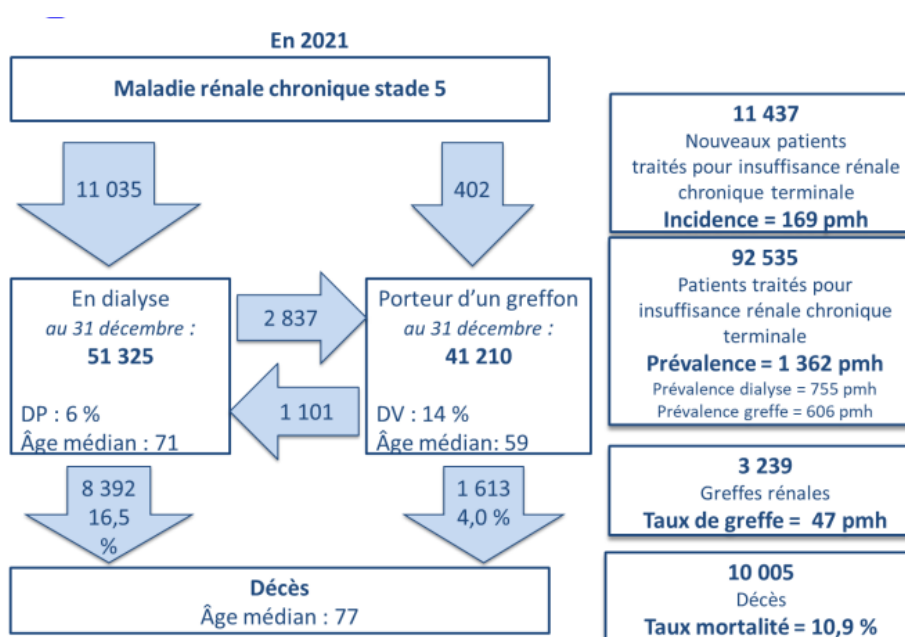 En 2021
Maladie rénale chronique stade 5
11 035
402
En dialyse
au 31 décembre :
51 325
DP : 6 %
Âge médian : 71
2 837
1 101
Porteur d'un greffon
au 31 décembre :
41 210
DV : 14 %
Âge médian: 59
8 392
16,5
%
1 613
4,0 %
Décès
Âge médian : 77
11 437
Nouveaux patients
traités pour insuffisance rénale
chronique terminale
Incidence = 169 pmh
92 535
Patients traités pour
insuffisance rénale chronique
terminale
Prévalence = 1 362 pmh
Prévalence dialyse = 755 pmh
Prévalence greffe = 606 pmh
3 239
Greffes rénales
Taux de greffe = 47 pmh
10 005
Décès
Taux mortalité = 10,9 %